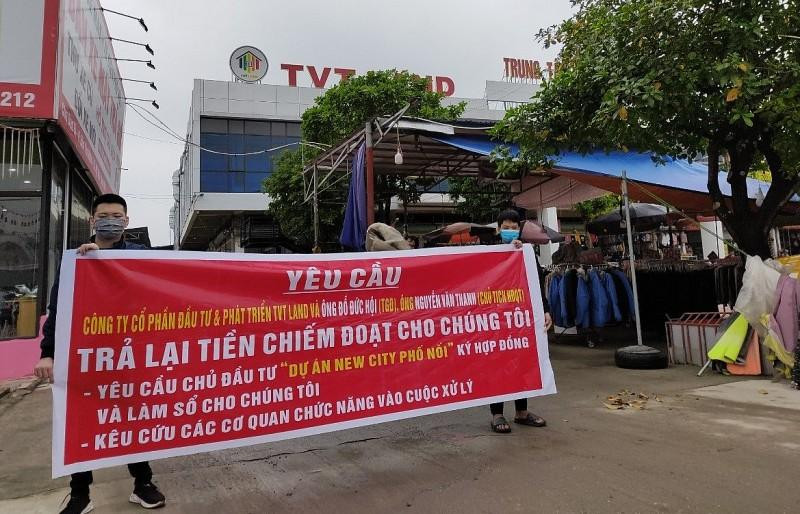 212
TVT LAND
TRUNG
YÊU CẦU
CÔNG TY CỔ PHẦN ĐẦU TƯ & PHÁT TRIỂN TVT LAND VÀ ÔNG ĐỖ ĐỨC HỘI (TGĐ), ÔNG NGUYỄN VĂN THANH (CHỦ TỊCH HĐQT)
TRẢ LẠI TIỀN CHIẾM ĐOẠT CHO CHÚNG TÔI
- YÊU CẦU CHỦ ĐẦU TƯ "DỰ ÁN NEW CITY PHỐ NỐI" KÝ HỢP ĐỒNG
VÀ LÀM SỔ CHO CHÚNG TÔI
- KÊU CỨU CÁC CƠ QUAN CHỨC NĂNG VÀO CUỘC XỬ LÝ